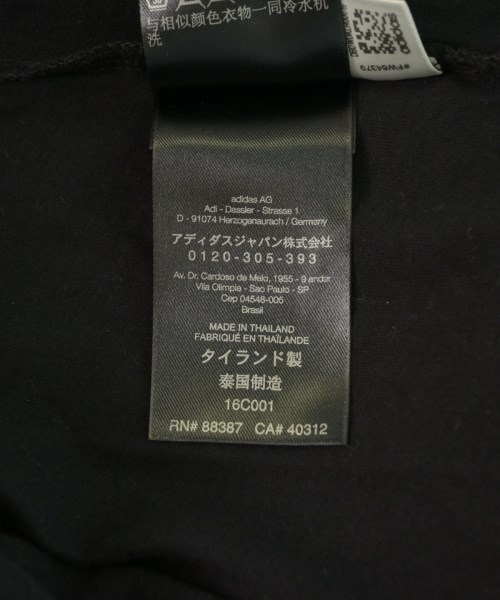 与相似颜色衣物一同冷水机
洗
#FW64379
adidas AG
Adi - Dassler - Strasse 1
D - 91074 Herzogenaurach / Germany
アディダスジャパン株式会社
0120-305-393
Av. Dr. Cardoso de Melo, 1955 - 9 andar
Vila Olimpia - Sao Paulo - SP
Cep 04548-005
Brasil
MADE IN THAILAND
FABRIQUÉ EN THAÏLANDE
タイランド製
泰国制造
16C001
RN# 88387 CA# 40312